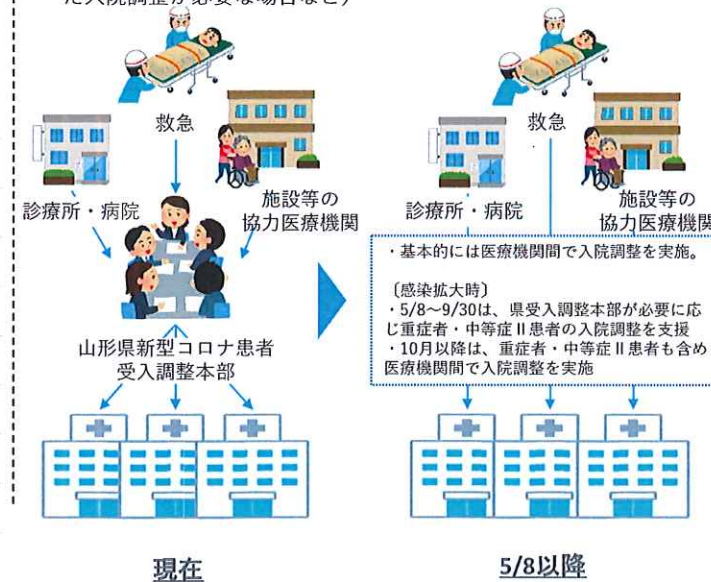 た入院調整が必要な場合など）
救急
診療所・病院
施設等の
協力医療機関
山形県新型コロナ患者
受入調整本部
現在
救急
診療所・病院
施設等の
協力医療機関
・基本的には医療機関間で入院調整を実施。
〔感染拡大時〕
・5/8～9/30は、県受入調整本部が必要に応
じ重症者・中等症Ⅱ患者の入院調整を支援
・10月以降は、重症者・中等症Ⅱ患者も含め
医療機関間で入院調整を実施
5/8以降